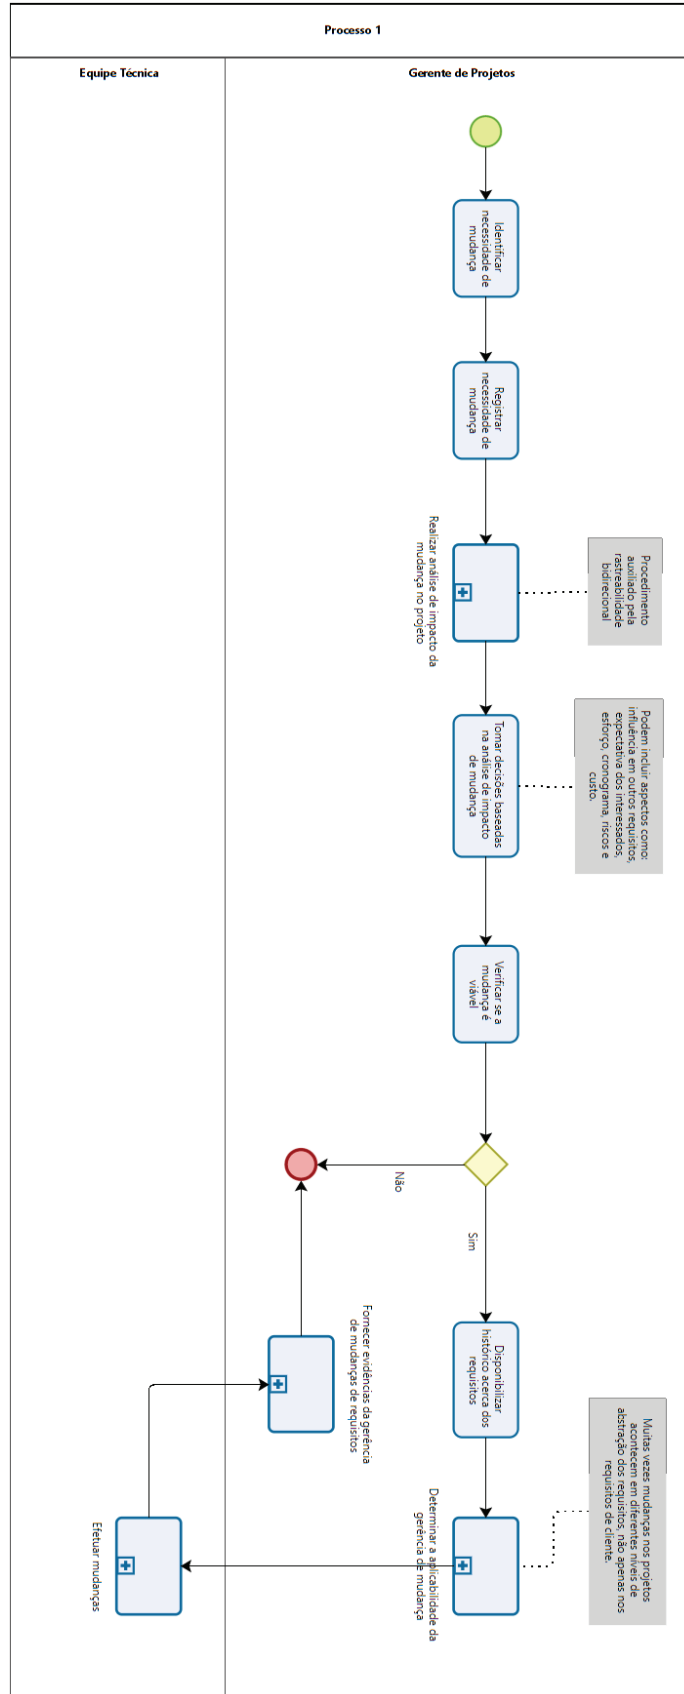 Processo 1
Equipe Técnica
Gerente de Projetos
Identificar
necessidade de
mudança
Registrar
necessidade de
mudança
Realizar análise de impacto da
mudança no projeto
Procedimento
auxiliado pela
rastreabilidade
bidirecional
Tomar decisões baseadas
na análise de impacto
de mudança
Podem incluir aspectos como:
influência em outros requisitos,
expectativa dos interessados,
esforço, cronograma, riscos e
custo.
Verificar se a
mudança é
viável
Não
Sim
Disponibilizar
histórico acerca dos
requisitos
Fornecer evidências da gerência
de mudanças de requisitos
Determinar a aplicabilidade da
gerência de mudança
Muitas vezes mudanças nos projetos
acontecem em diferentes níveis de
abstração dos requisitos, não apenas nos
requisitos de cliente.
Efetuar mudanças